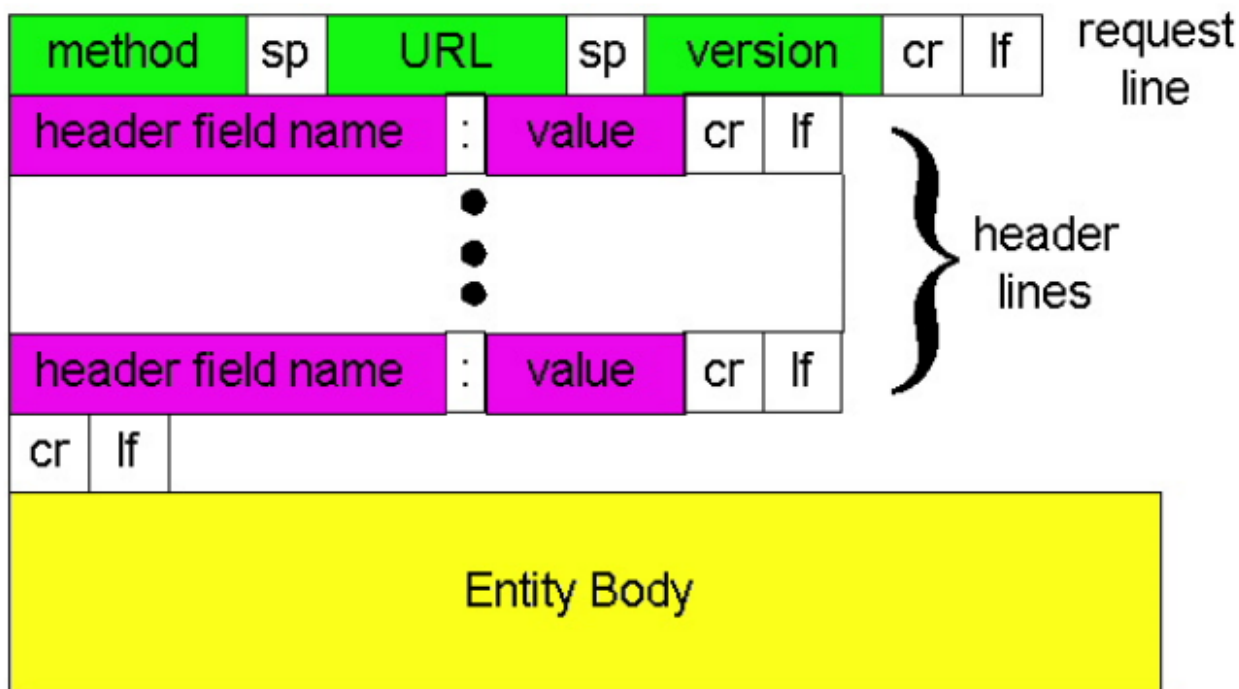 method sp URL sp version cr lf request line
header field name : value cr lf
header lines
header field name : value cr lf
cr lf
Entity Body